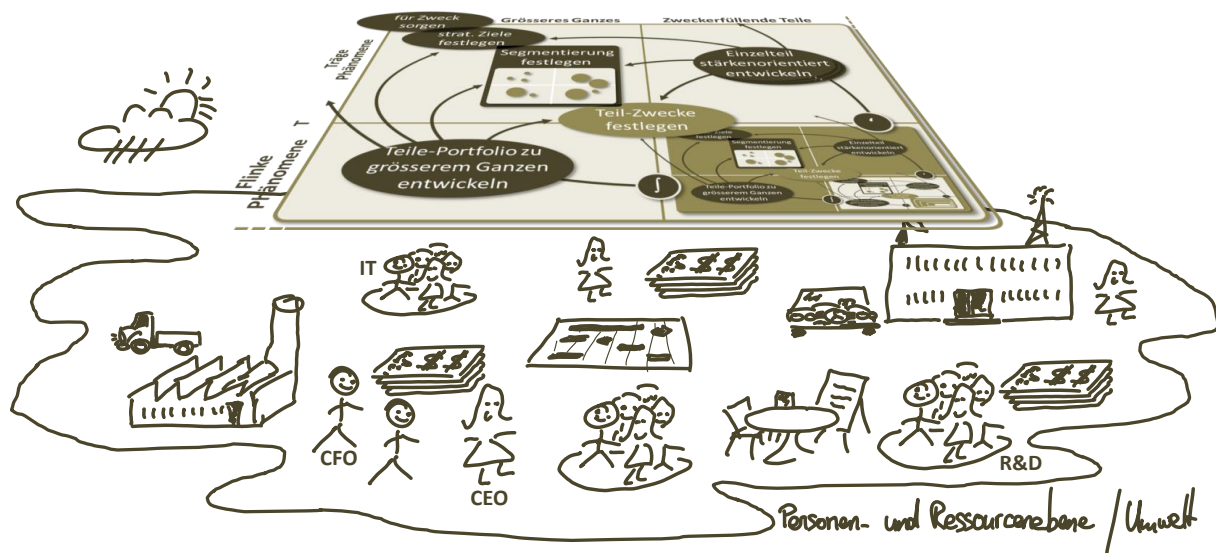 für Zweck
sorgen
Grösseres Ganzes
Zweckerfüllende Teile
strat. Ziele
festlegen
Träge
Phänomene
Segmentierung
festlegen
Einzelteil
stärkenorientiert
entwickeln
Teil-Zwecke
festlegen
Flinke
Phänomene T
Teile-Portfolio zu
grösserem Ganzen
entwickeln
∫
Ziele
festlegen
Segmentierung
festlegen
Einzelteil
stärkenorientiert
entwickeln
Teil-Zwecke
festlegen
Teile-Portfolio zu
grösserem Ganzen
entwickeln
IT
$ $
$ $
$ $
CFO
CEO
R&D
Personen- und Ressourcenebene / Umwelt